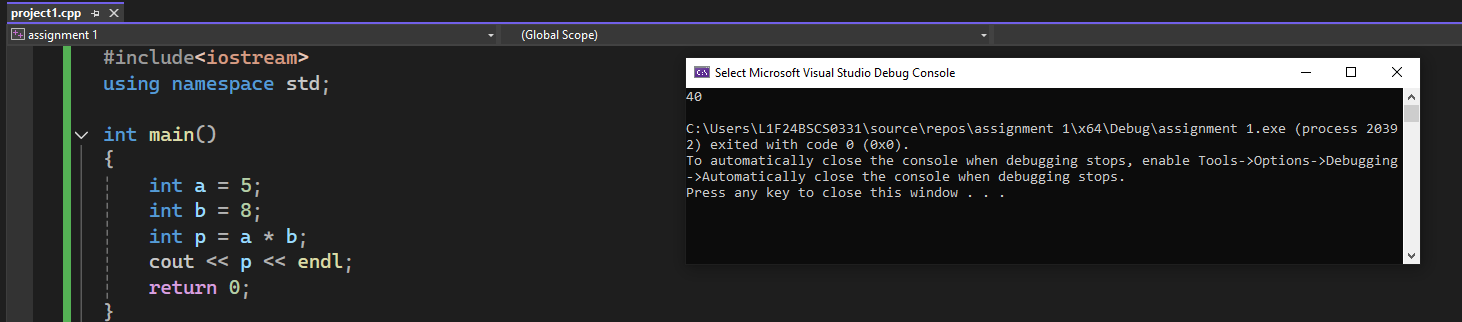 project1.cpp
assignment 1
(Global Scope)
#include<iostream>
using namespace std;
int main()
{
int a = 5;
int b = 8;
int p = a * b;
cout << p << endl;
return 0;
}
C:\ Select Microsoft Visual Studio Debug Console
40
C:\Users\L1F24BSCS0331\source\repos\assignment 1\x64\Debug\assignment 1.exe (process 2039
2) exited with code 0 (0x0).
To automatically close the console when debugging stops, enable Tools->Options->Debugging
->Automatically close the console when debugging stops.
Press any key to close this window . . .